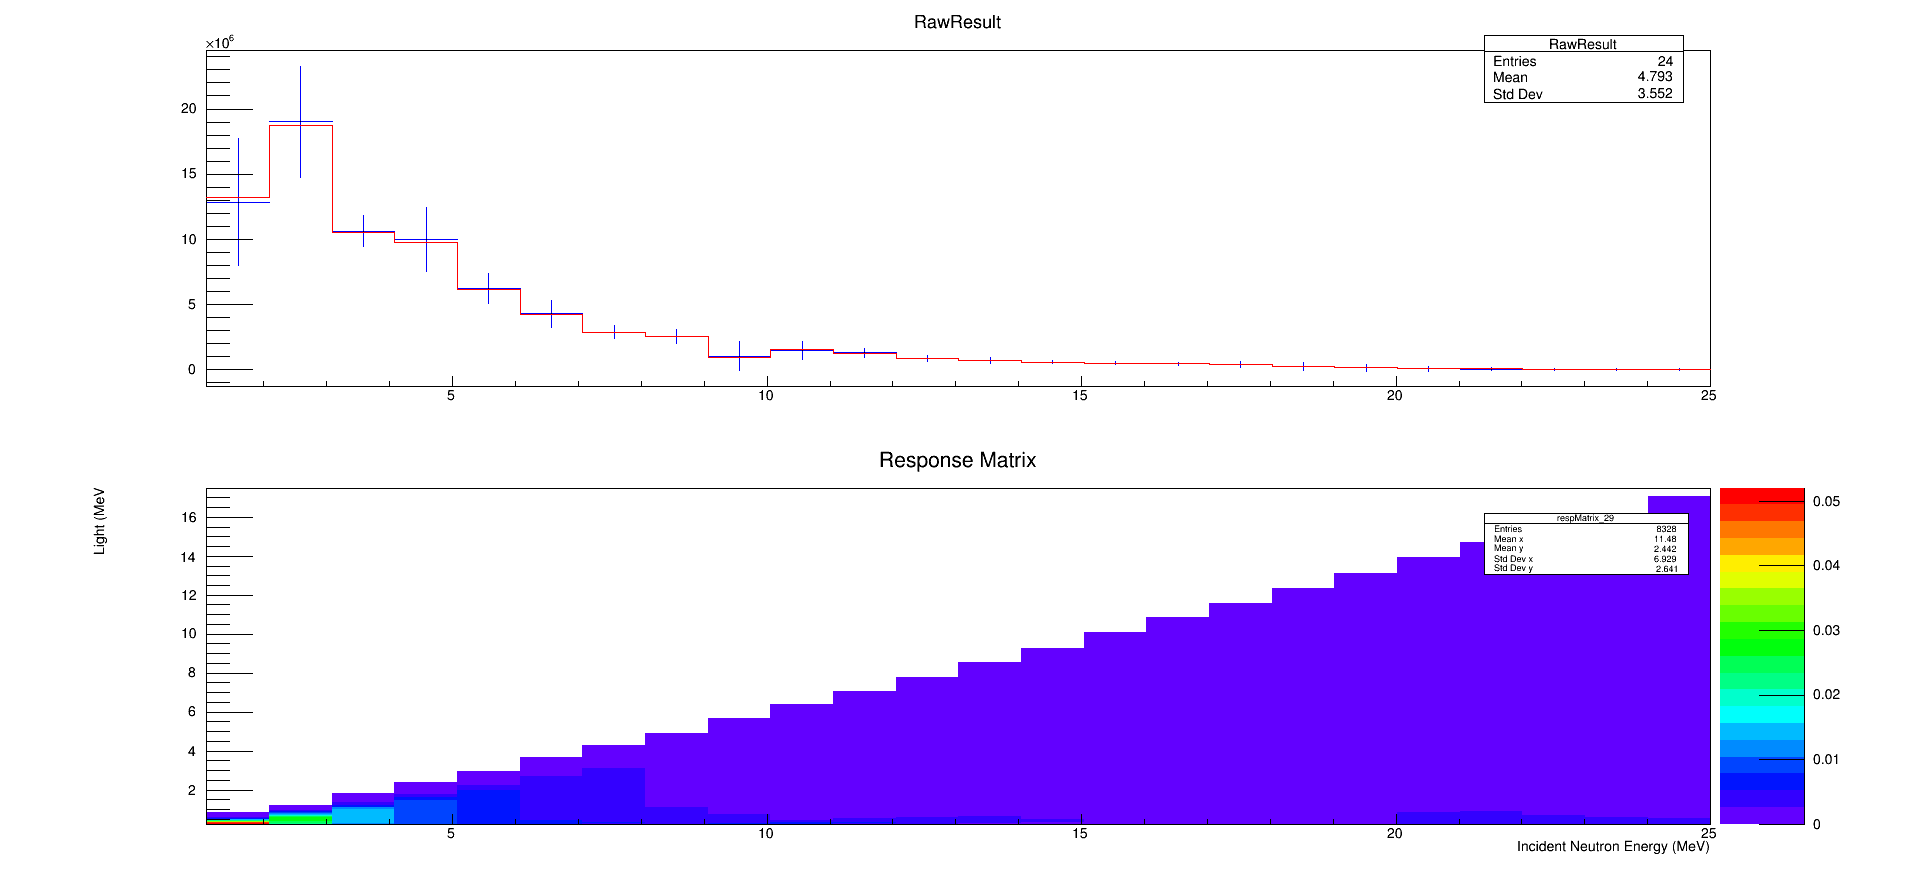 RawResult
×10⁶
RawResult
Entries 24
Mean 4.793
Std Dev 3.552
20
15
10
5
0
5 10 15 20 25
Response Matrix
Light (MeV
16
14
12
10
8
6
4
2
respMatrix_29
Entries 8328
Mean x 11.48
Mean y 2.442
Std Dev x 6.929
Std Dev y 2.641
0.05
0.04
0.03
0.02
0.01
0
5 10 15 20 25
Incident Neutron Energy (MeV)